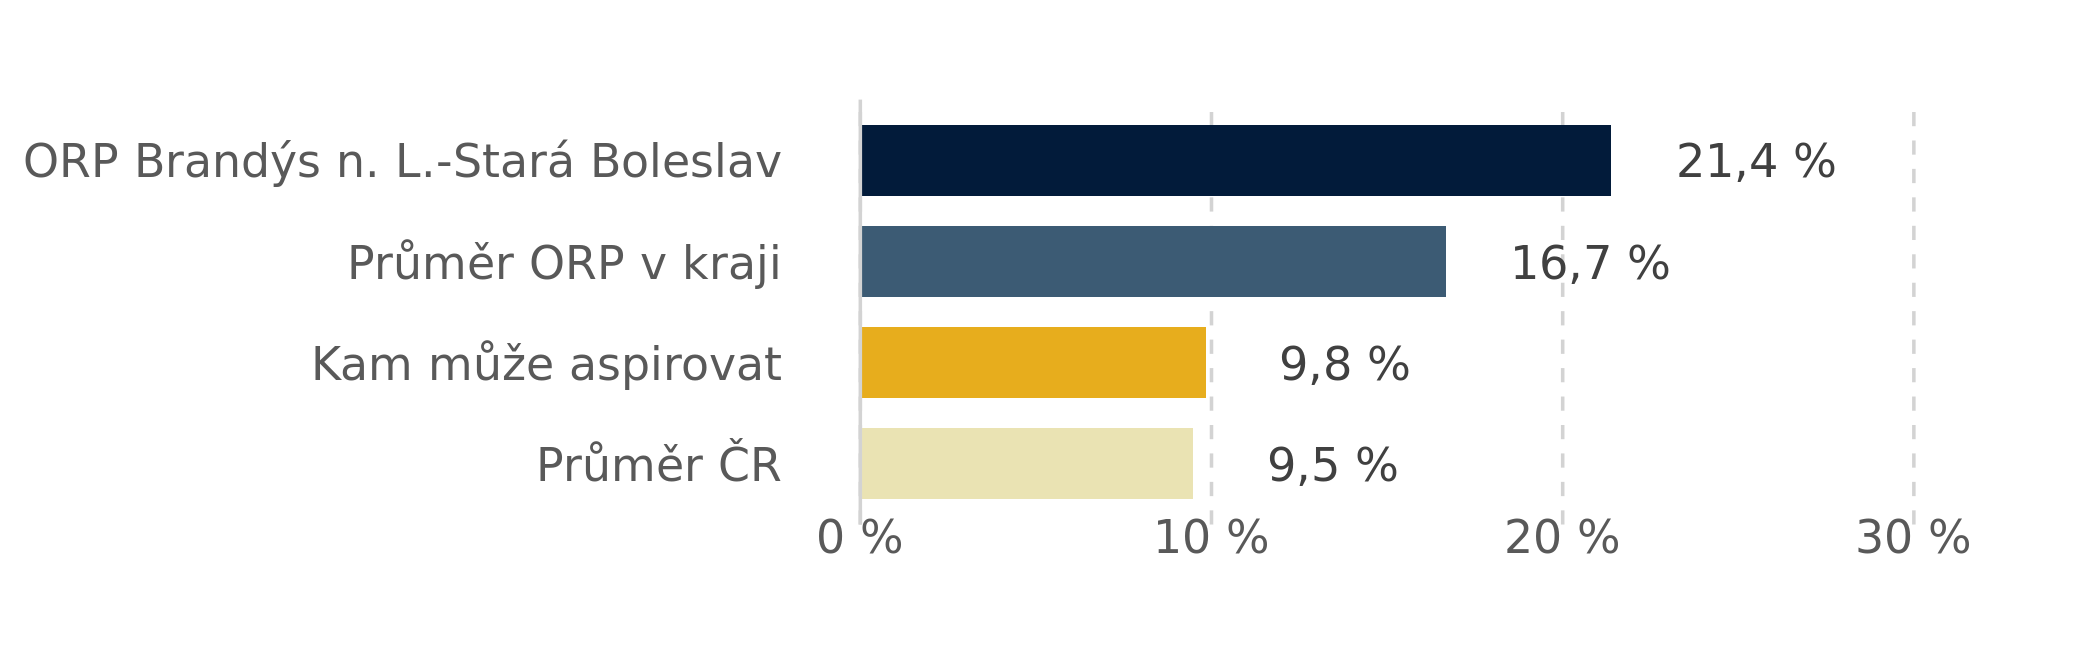 ORP Brandýs n. L.-Stará Boleslav 21,4 %
Průměr ORP v kraji 16,7 %
Kam může aspirovat 9,8 %
Průměr ČR 9,5 %
0 % 10 % 20 % 30 %